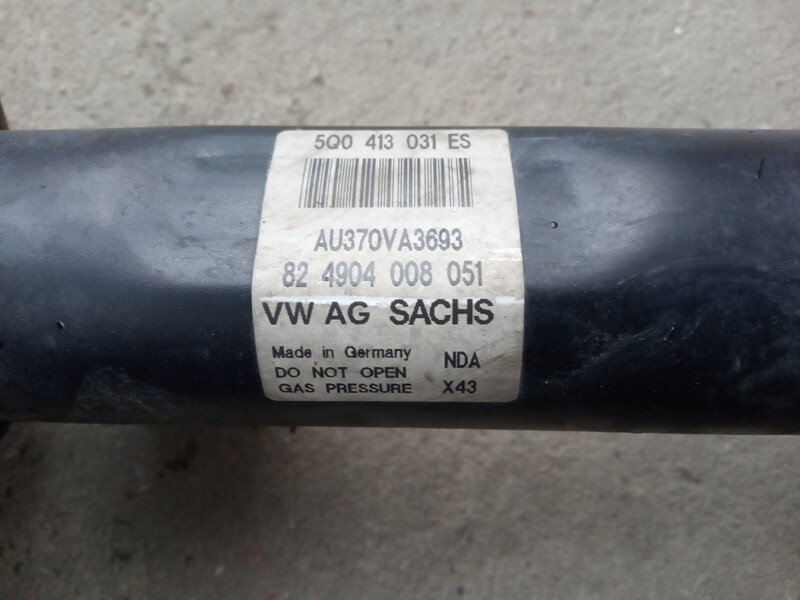 5Q0 413 031 ES
AU370VA3693
82 4904 008 051
VW AG SACHS
Made in Germany NDA
DO NOT OPEN
GAS PRESSURE X43